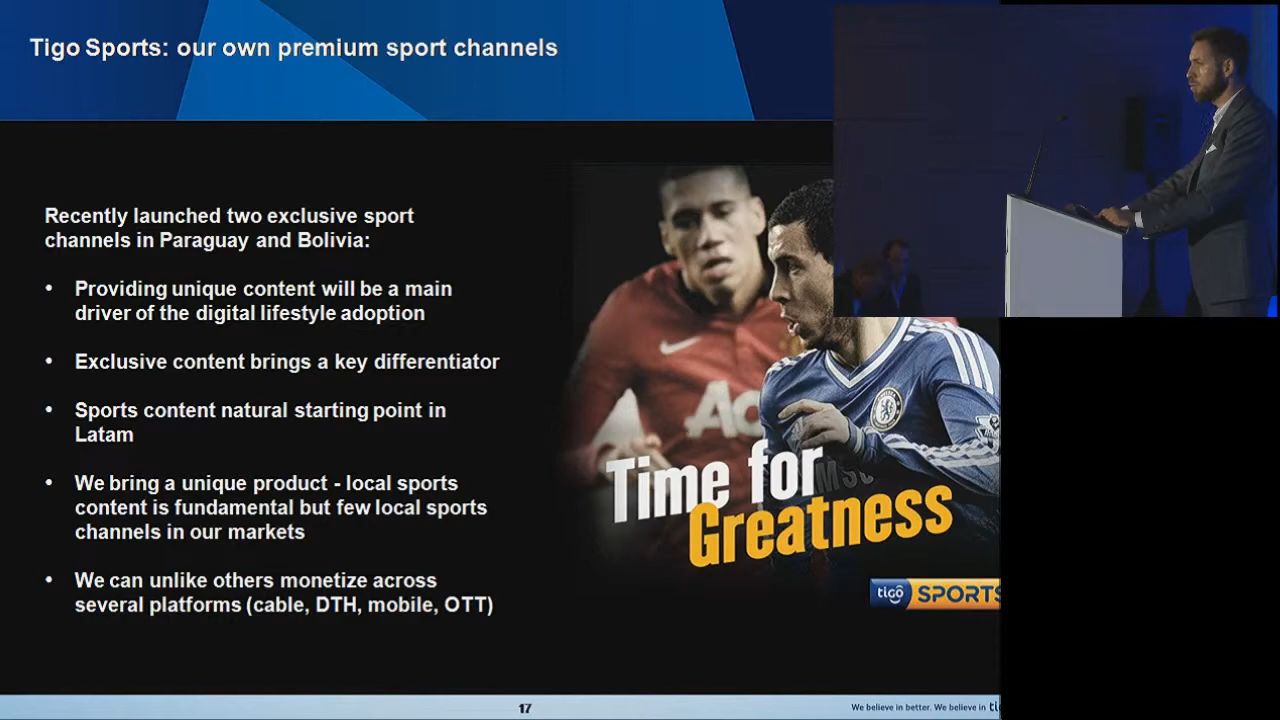 Tigo Sports: our own premium sport channels
Recently launched two exclusive sport
channels in Paraguay and Bolivia:
• Providing unique content will be a main
driver of the digital lifestyle adoption
• Exclusive content brings a key differentiator
• Sports content natural starting point in
Latam
• We bring a unique product - local sports
content is fundamental but few local sports
channels in our markets
• We can unlike others monetize across
several platforms (cable, DTH, mobile, OTT)
Time for
Greatness
tigo SPORTS
17
We believe in better. We believe in